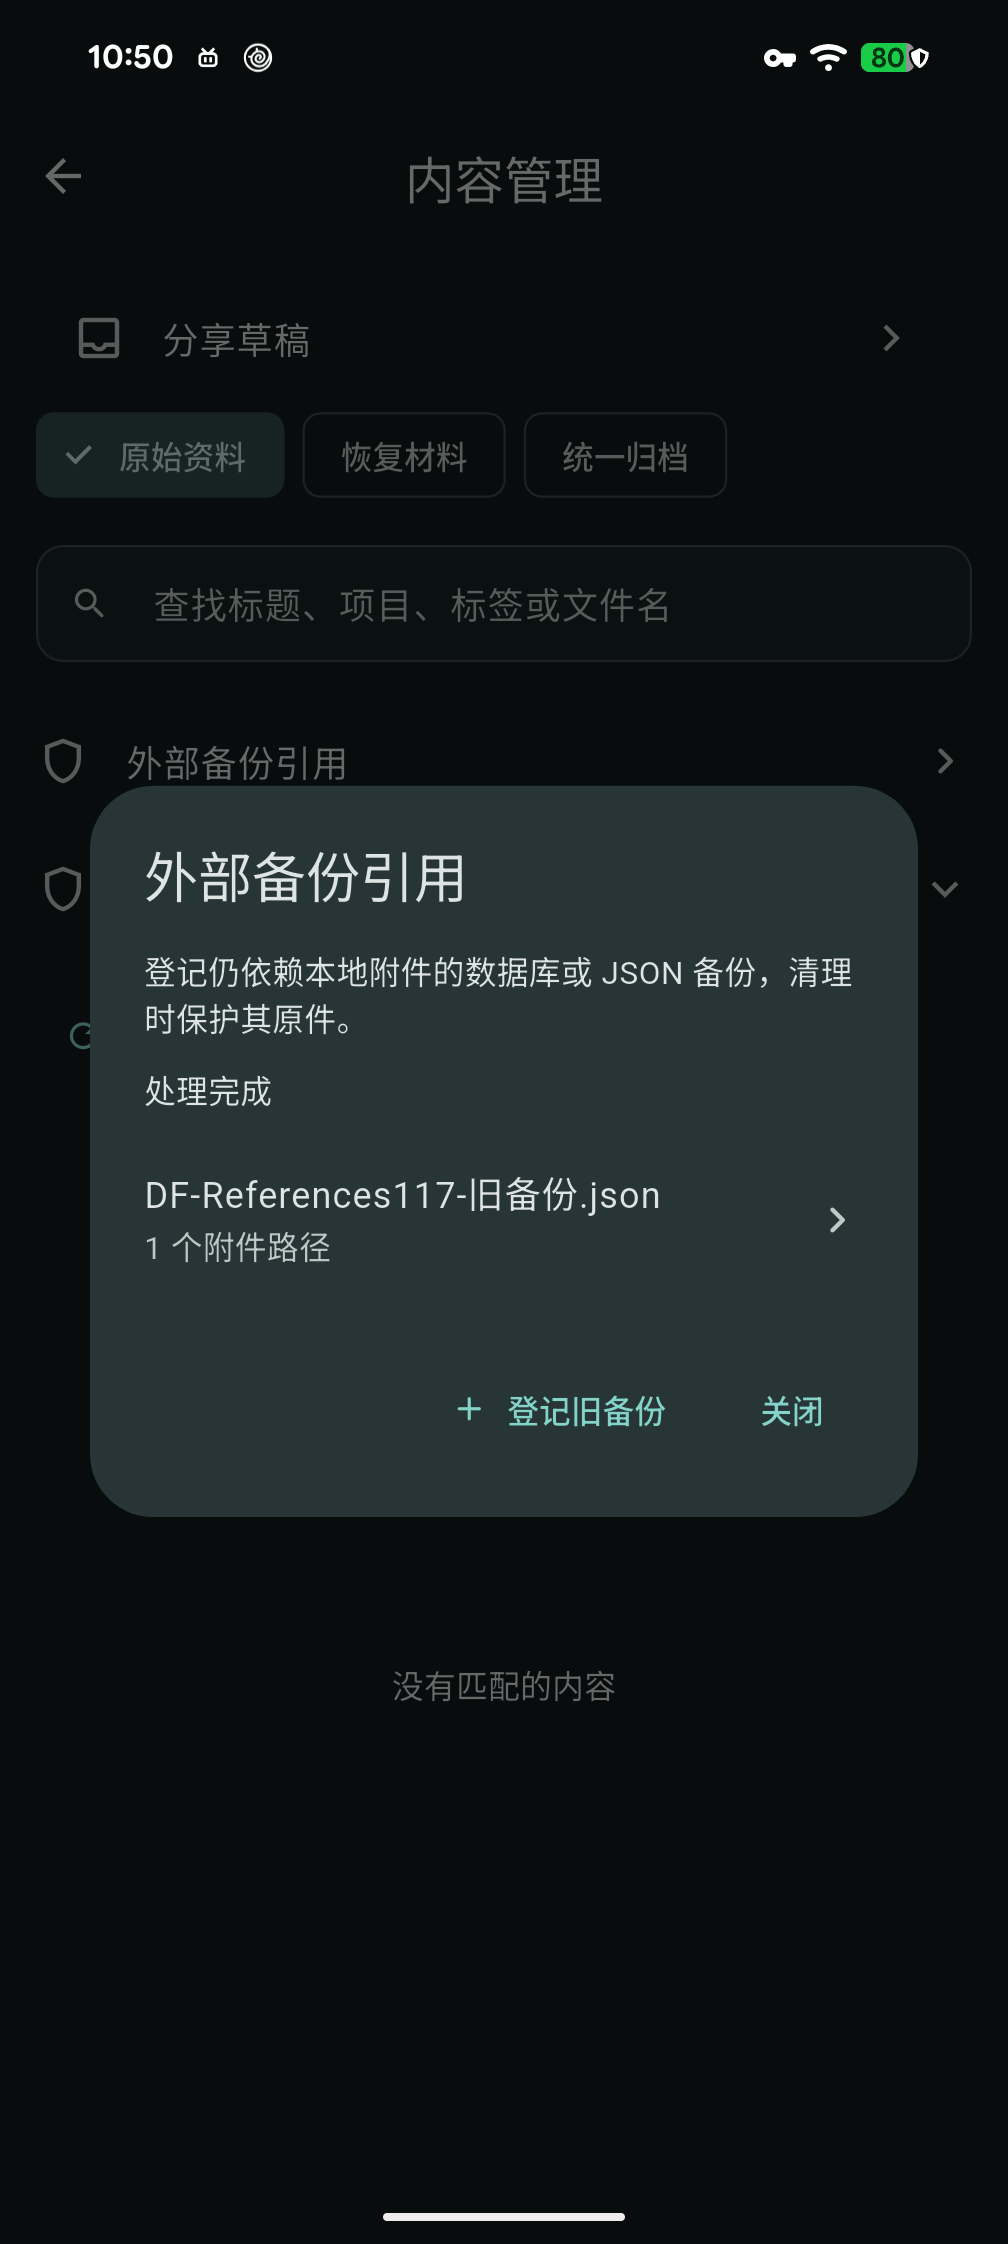 10:50
80
内容管理
分享草稿
原始资料
恢复材料
统一归档
查找标题、项目、标签或文件名
外部备份引用
外部备份引用
登记仍依赖本地附件的数据库或 JSON 备份，清理
时保护其原件。
处理完成
DF-References117-旧备份.json
1 个附件路径
登记旧备份
关闭
没有匹配的内容